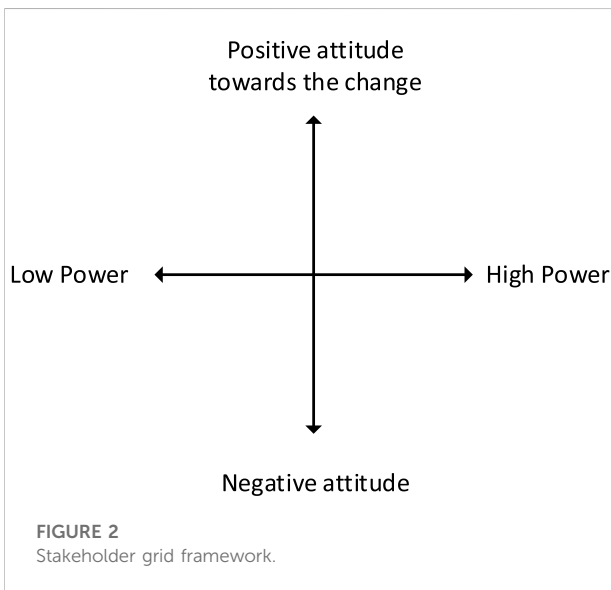 Positive attitude
towards the change
Low Power
High Power
Negative attitude
FIGURE 2
Stakeholder grid framework.